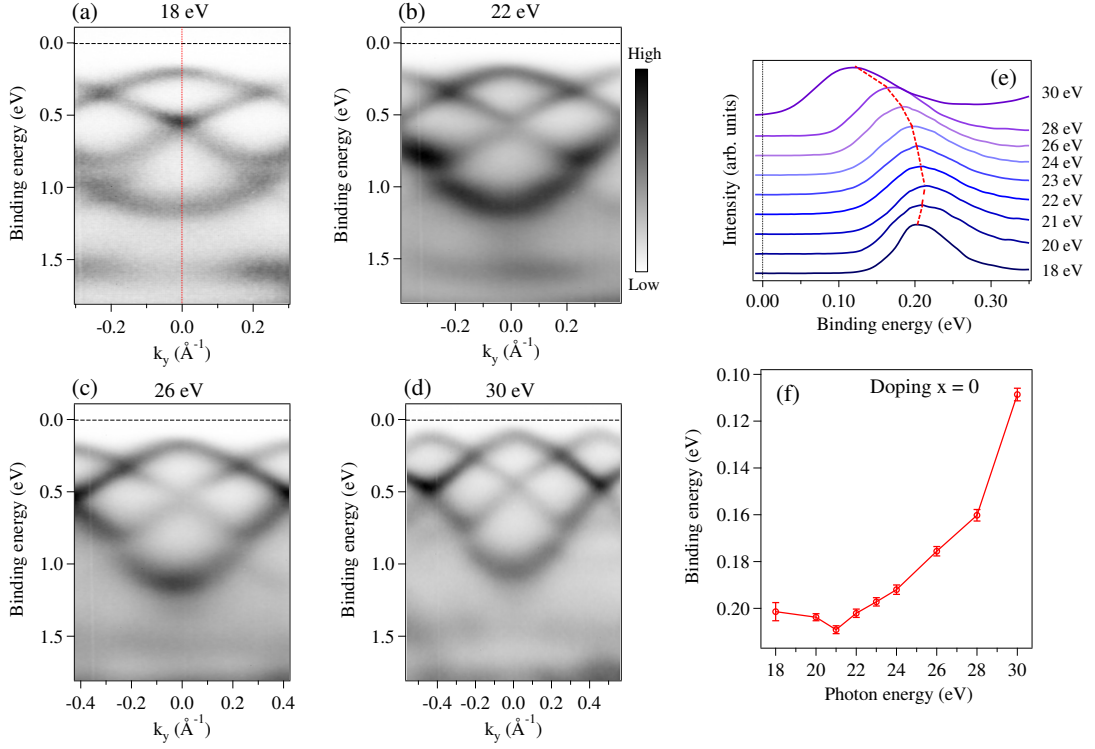 (a)
18 eV
0.0
0.5
1.0
1.5
Binding energy (eV)
-0.2
0.0
0.2
k_y (Å^-1)
(b)
22 eV
0.0
0.5
1.0
1.5
Binding energy (eV)
-0.2
0.0
0.2
k_y (Å^-1)
High
Low
(c)
26 eV
0.0
0.5
1.0
1.5
Binding energy (eV)
-0.4
-0.2
0.0
0.2
0.4
k_y (Å^-1)
(d)
30 eV
0.0
0.5
1.0
1.5
Binding energy (eV)
-0.4
-0.2
0.0
0.2
0.4
k_y (Å^-1)
(e)
Intensity (arb. units)
30 eV
28 eV
26 eV
24 eV
23 eV
22 eV
21 eV
20 eV
18 eV
0.00
0.10
0.20
0.30
Binding energy (eV)
(f)
Doping x = 0
0.10
0.12
0.14
0.16
0.18
0.20
Binding energy (eV)
18
20
22
24
26
28
30
Photon energy (eV)